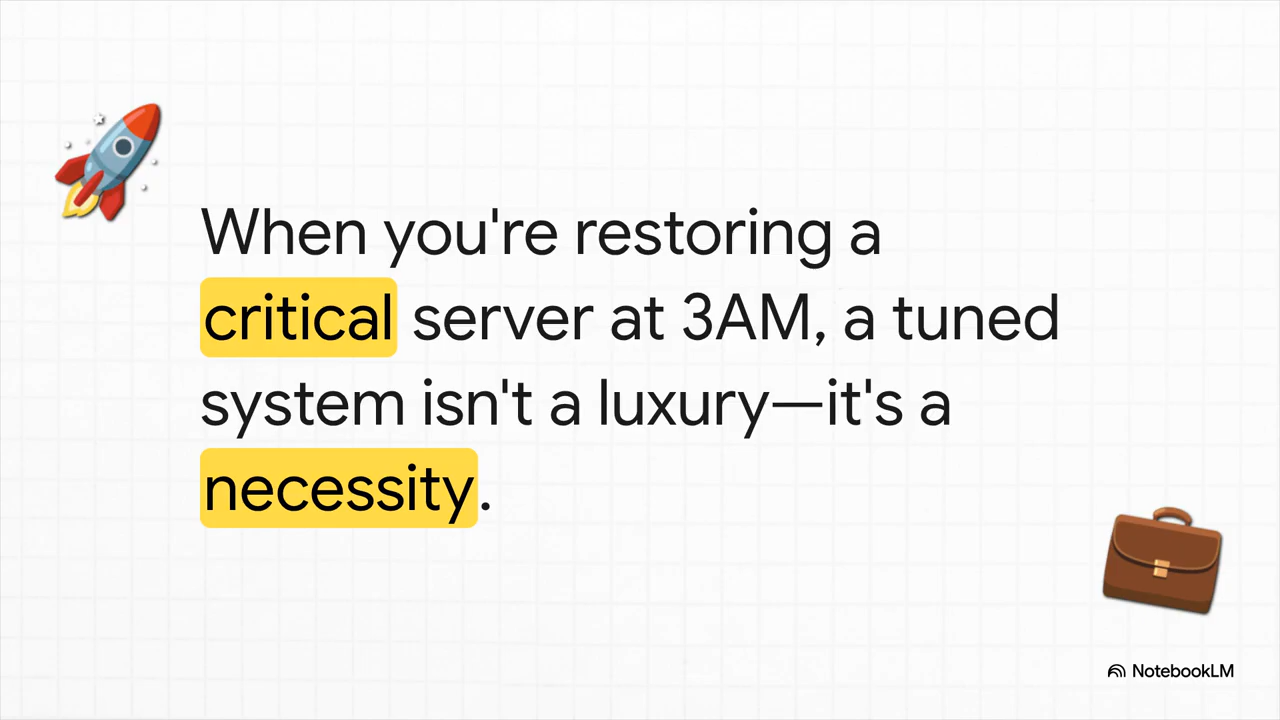 When you're restoring a
critical server at 3AM, a tuned
system isn't a luxury—it's a
necessity.
NotebookLM